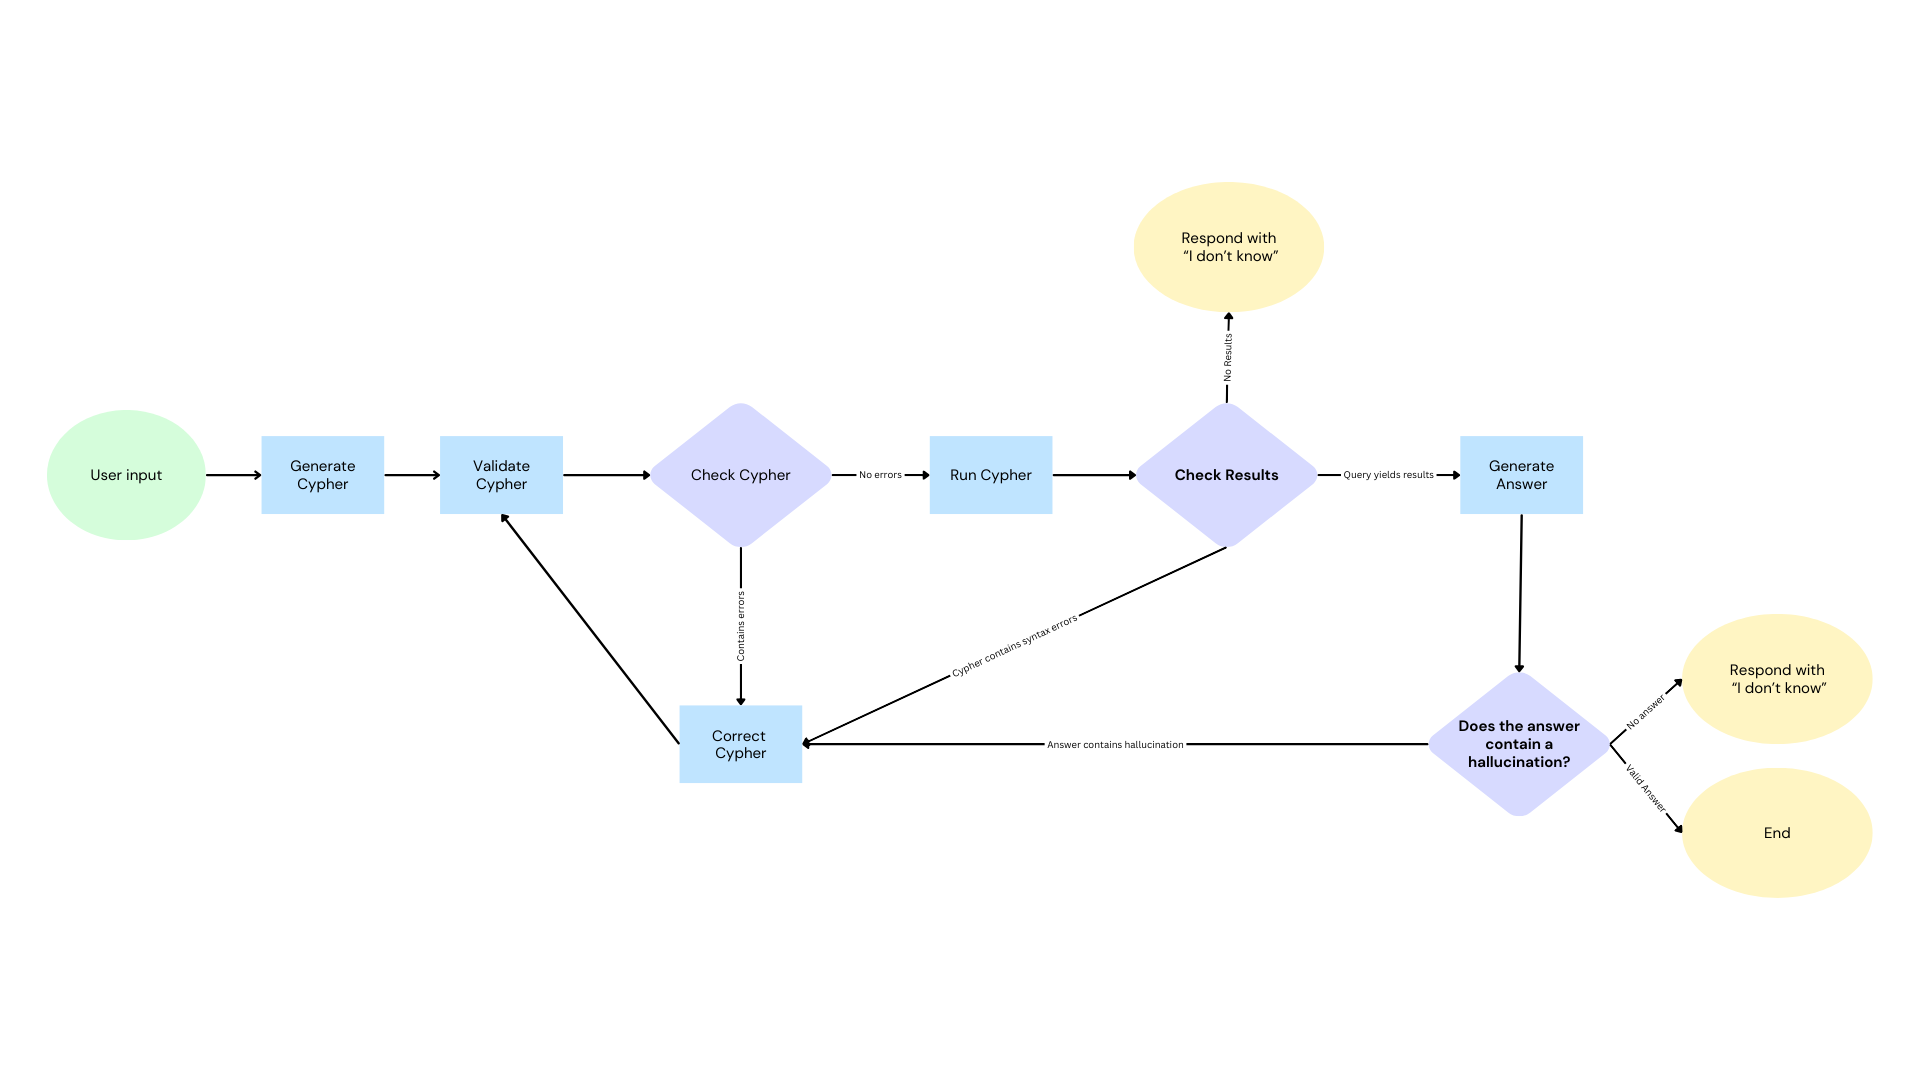 Respond with
“I don’t know”
No Results
User input
Generate
Cypher
Validate
Cypher
Check Cypher
No errors
Run Cypher
Check Results
Query yields results
Generate
Answer
Contains errors
Cypher contains syntax errors
Correct
Cypher
Answer contains hallucination
Does the answer
contain a
hallucination?
No answer
Respond with
“I don’t know”
Valid Answer
End